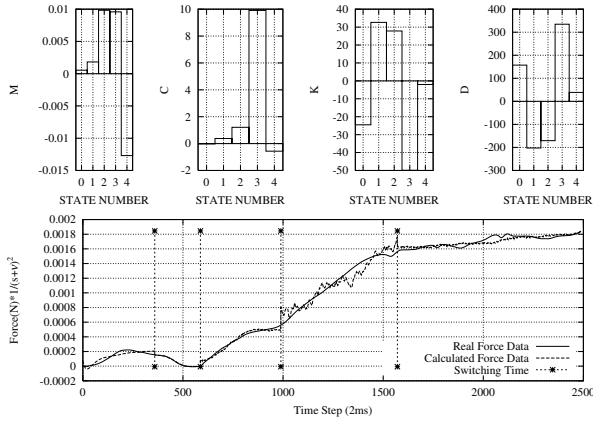 0.01
0.005
0
-0.005
-0.01
-0.015
M
0 1 2 3 4
STATE NUMBER
10
8
6
4
2
0
-2
C
0 1 2 3 4
STATE NUMBER
40
30
20
10
0
-10
-20
-30
-40
-50
K
0 1 2 3 4
STATE NUMBER
400
300
200
100
0
-100
-200
-300
D
0 1 2 3 4
STATE NUMBER
0.002
0.0018
0.0016
0.0014
0.0012
0.001
0.0008
0.0006
0.0004
0.0002
0
-0.0002
Force(N)*1/(s+v)^2
Real Force Data
Calculated Force Data
Switching Time
0 500 1000 1500 2000 2500
Time Step (2ms)